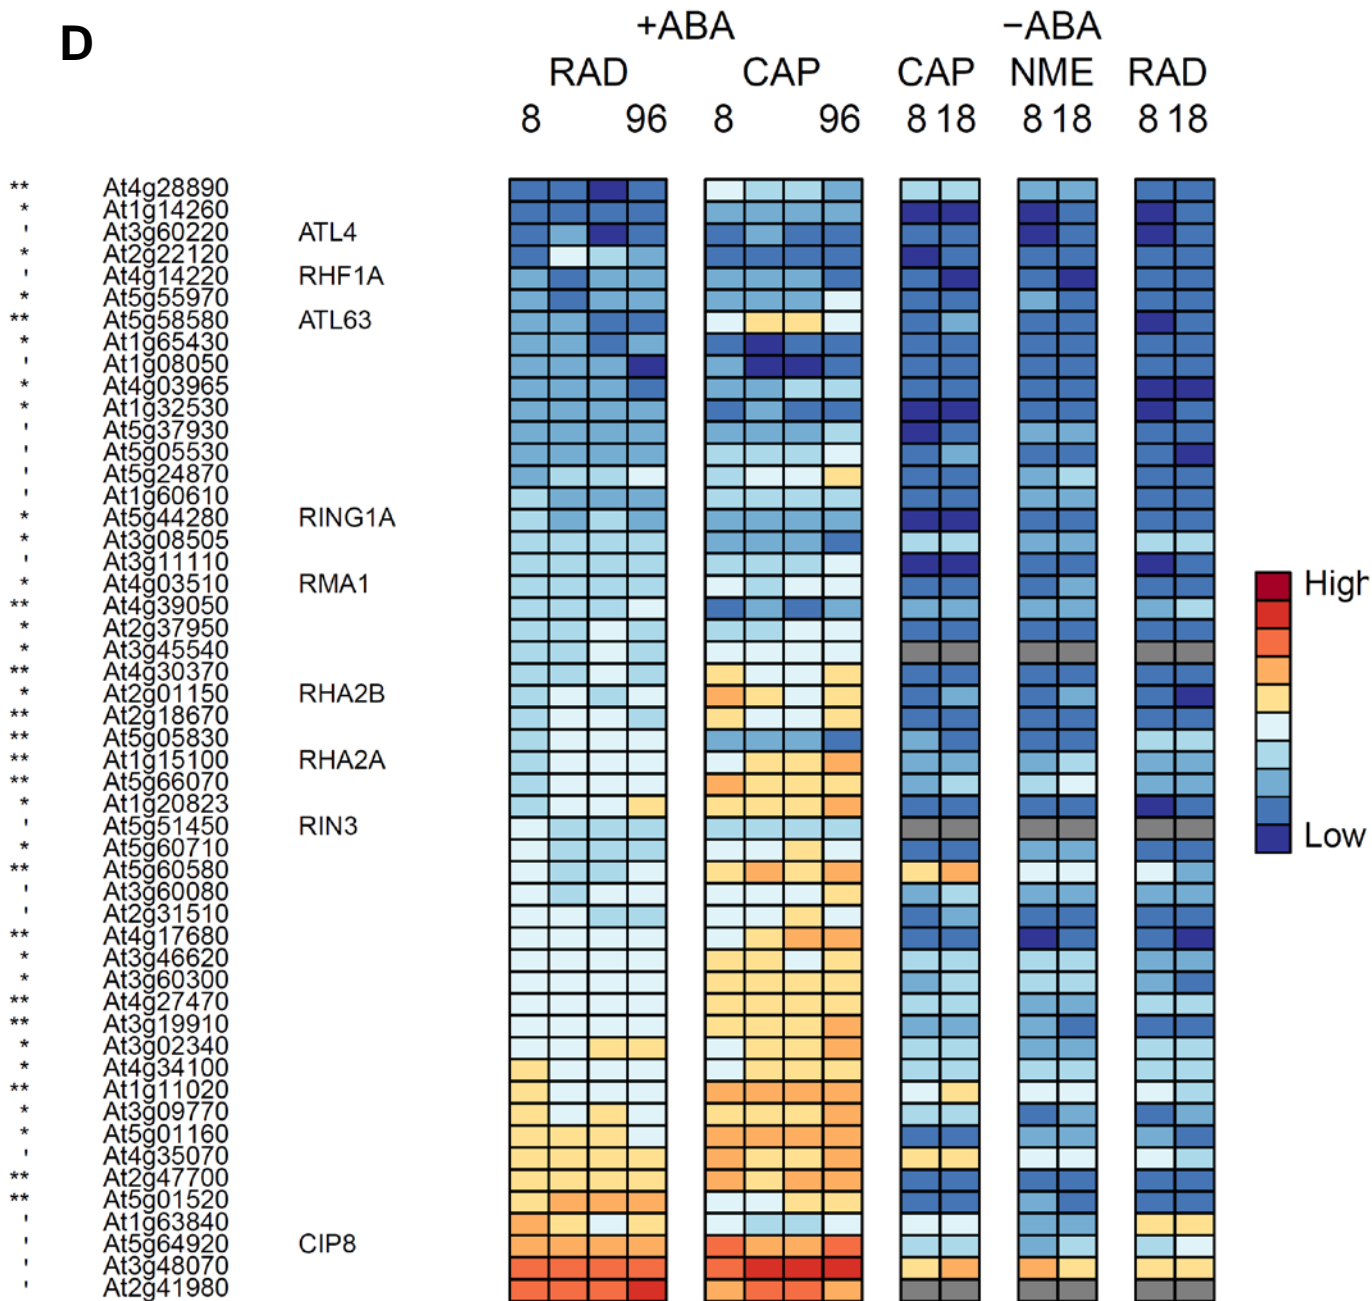 D
+ABA −ABA
RAD CAP CAP NME RAD
8 96 8 96 8 18 8 18 8 18
** At4g28890
* At1g14260
' At3g60220 ATL4
* At2g22120
' At4g14220 RHF1A
* At5g55970
** At5g58580 ATL63
* At1g65430
' At1g08050
* At4g03965
* At1g32530
' At5g37930
' At5g05530
' At5g24870
' At1g60610
* At5g44280 RING1A
* At3g08505
' At3g11110
* At4g03510 RMA1
** At4g39050
* At2g37950
* At3g45540
** At4g30370
* At2g01150 RHA2B
** At2g18670
** At5g05830
** At1g15100 RHA2A
** At5g66070
* At1g20823
' At5g51450 RIN3
* At5g60710
** At5g60580
' At3g60080
' At2g31510
** At4g17680
* At3g46620
* At3g60300
** At4g27470
** At3g19910
* At3g02340
* At4g34100
** At1g11020
* At3g09770
* At5g01160
' At4g35070
** At2g47700
** At5g01520
' At1g63840
' At5g64920 CIP8
' At3g48070
' At2g41980
High
Low